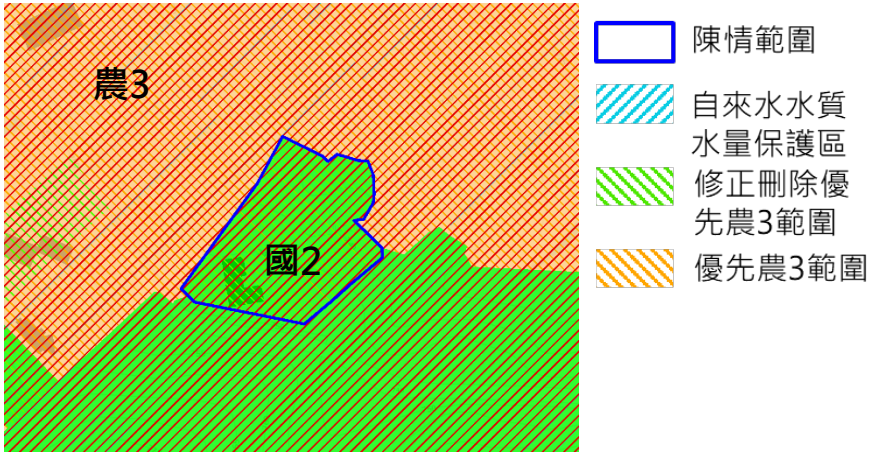 農3
國2
陳情範圍
自來水水質
水量保護區
修正刪除優
先農3範圍
優先農3範圍